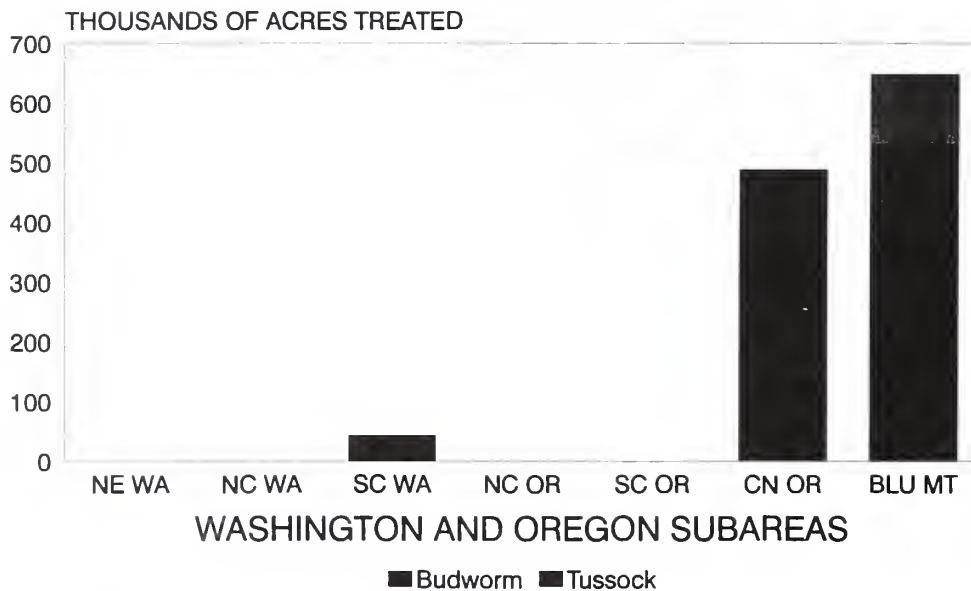 THOUSANDS OF ACRES TREATED
700
600
500
400
300
200
100
0
NE WA NC WA SC WA NC OR SC OR CN OR BLU MT
WASHINGTON AND OREGON SUBAREAS
Budworm Tussock